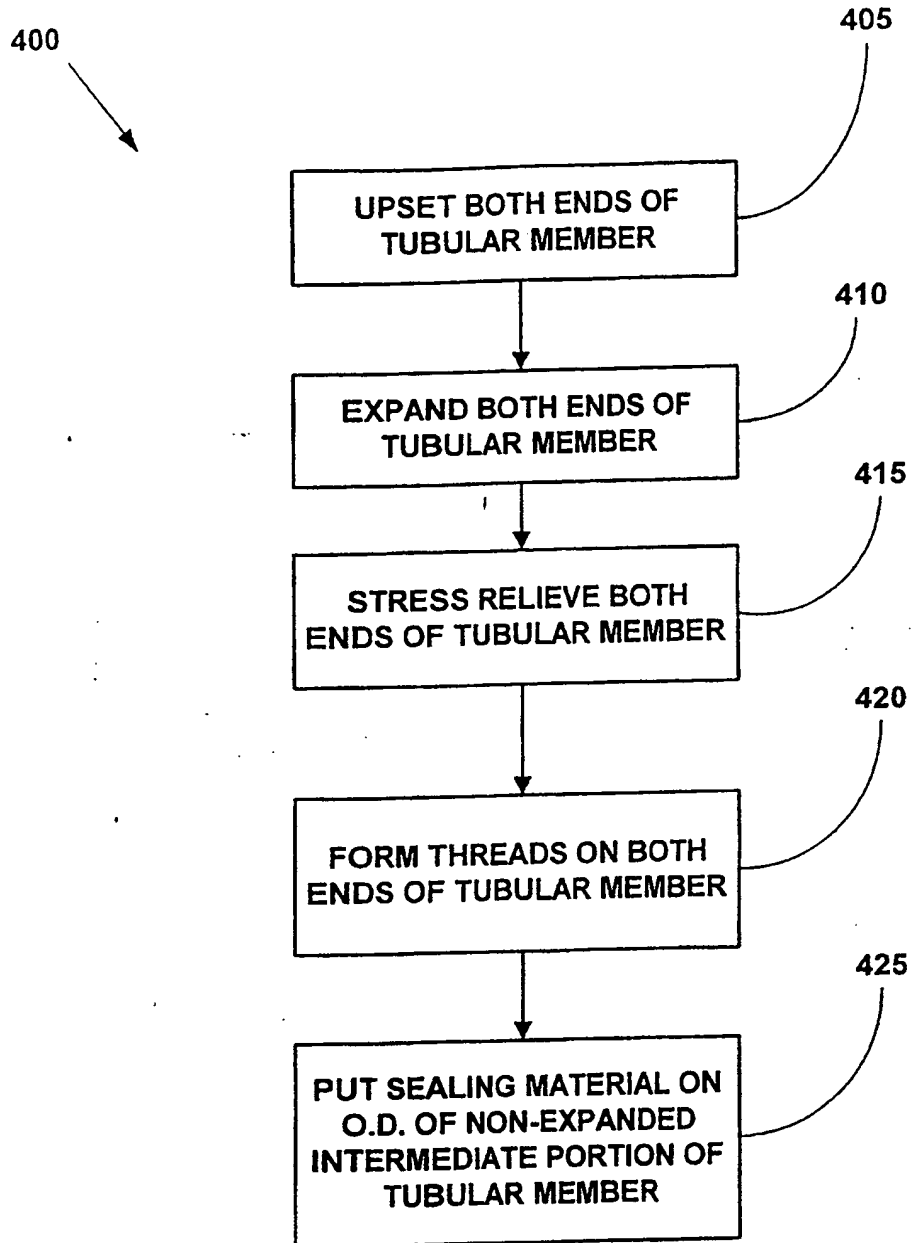 400
405
UPSET BOTH ENDS OF
TUBULAR MEMBER
410
EXPAND BOTH ENDS OF
TUBULAR MEMBER
415
STRESS RELIEVE BOTH
ENDS OF TUBULAR MEMBER
420
FORM THREADS ON BOTH
ENDS OF TUBULAR MEMBER
425
PUT SEALING MATERIAL ON
O.D. OF NON-EXPANDED
INTERMEDIATE PORTION OF
TUBULAR MEMBER